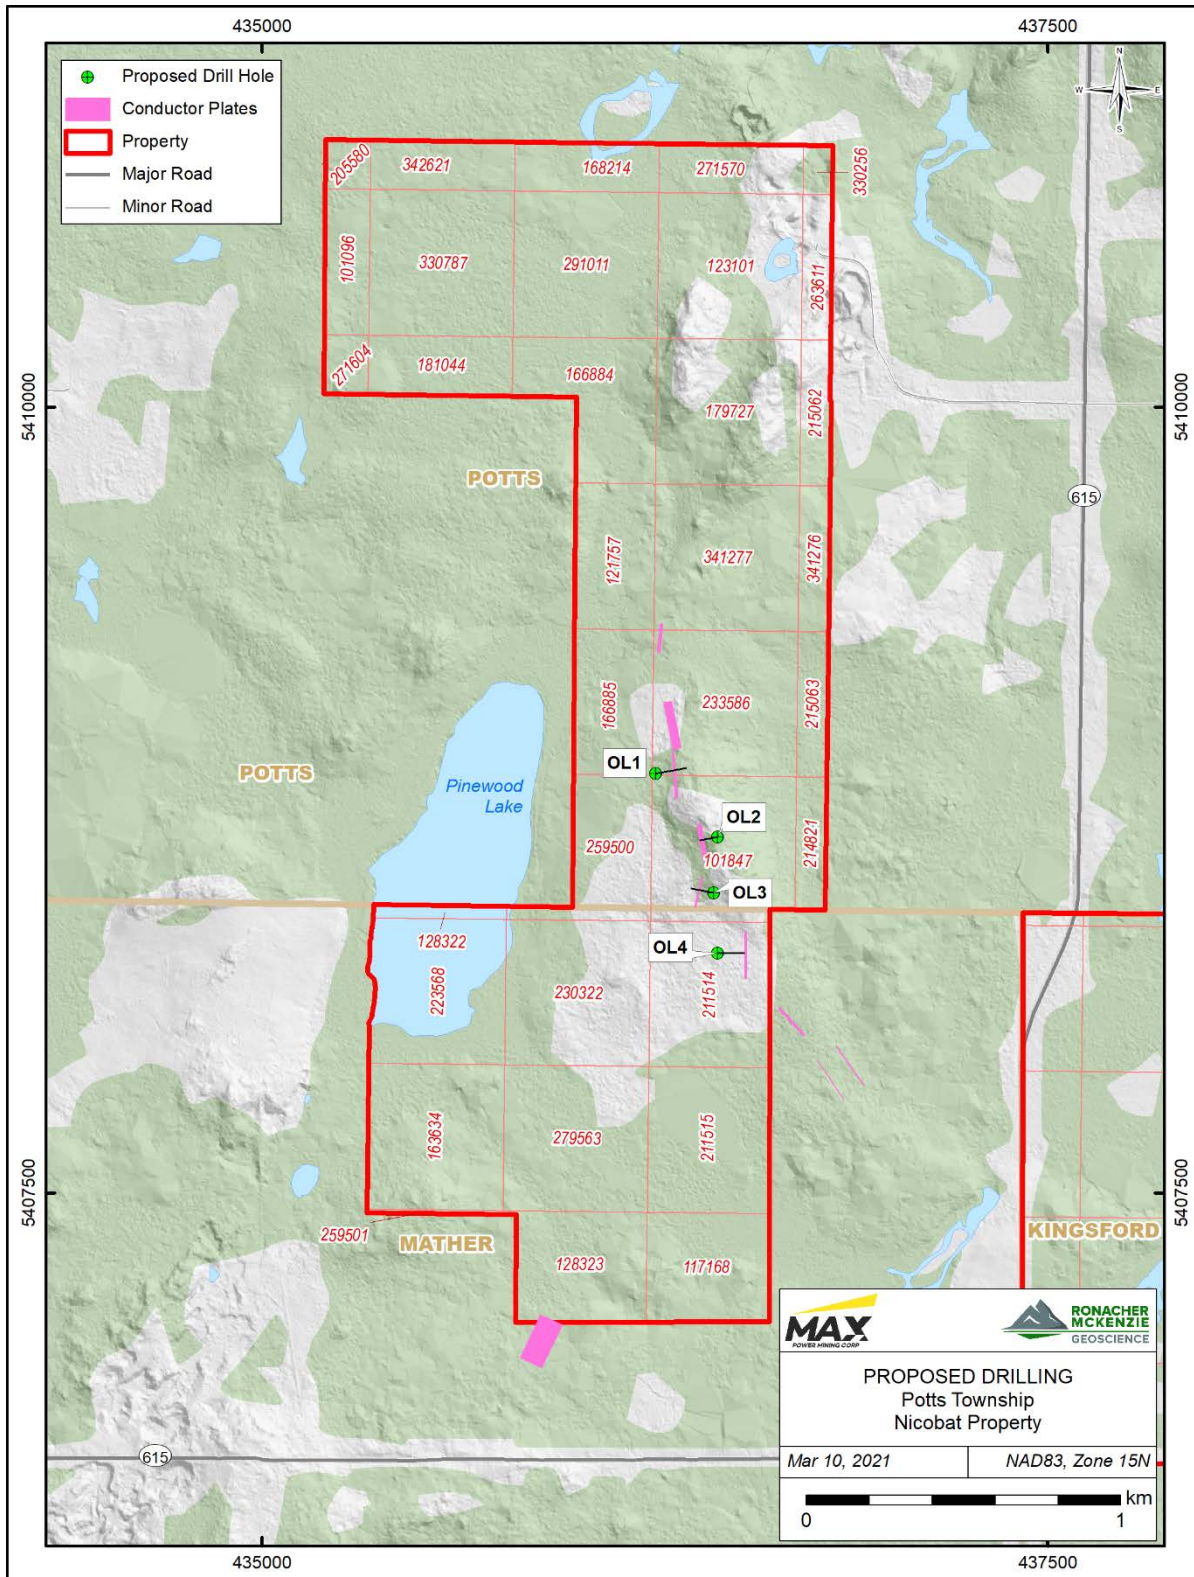 435000
437500
Proposed Drill Hole
Conductor Plates
Property
Major Road
Minor Road
N
W
E
S
205580
342621
168214
271570
330256
101096
330787
291011
123101
263611
271604
181044
166884
179727
215062
5410000
5410000
POTTS
615
121757
341277
341276
166885
233586
215063
POTTS
Pinewood
Lake
OL1
OL2
259500
101847
214821
OL3
128322
OL4
223568
230322
211514
163634
279563
211515
5407500
5407500
259501
MATHER
KINGSFORD
128323
117168
615
MAX
POWER MINING CORP
RONACHER
MCKENZIE
GEOSCIENCE
PROPOSED DRILLING
Potts Township
Nicobat Property
Mar 10, 2021
NAD83, Zone 15N
km
0
1
435000
437500